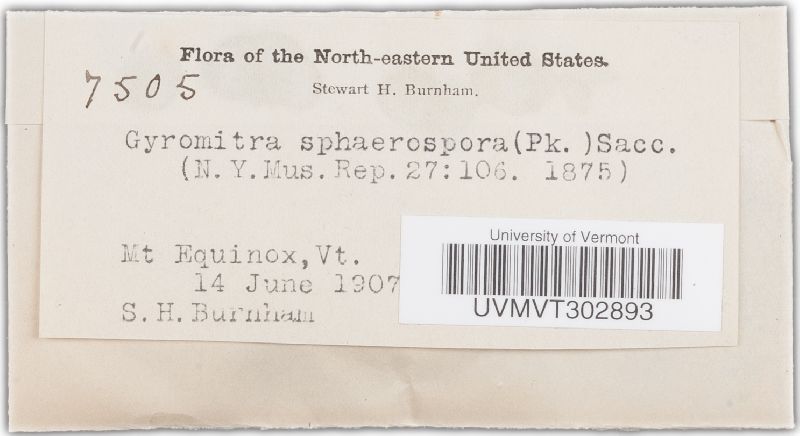 Flora of the North-eastern United States.
7505
Stewart H. Burnham.
Gyromitra sphaerospora(Pk. )Sacc.
(N.Y.Mus.Rep.27:106. 1875)
Mt Equinox,Vt.
14 June 1907
S.H.Burnham
University of Vermont
UVMVT302893